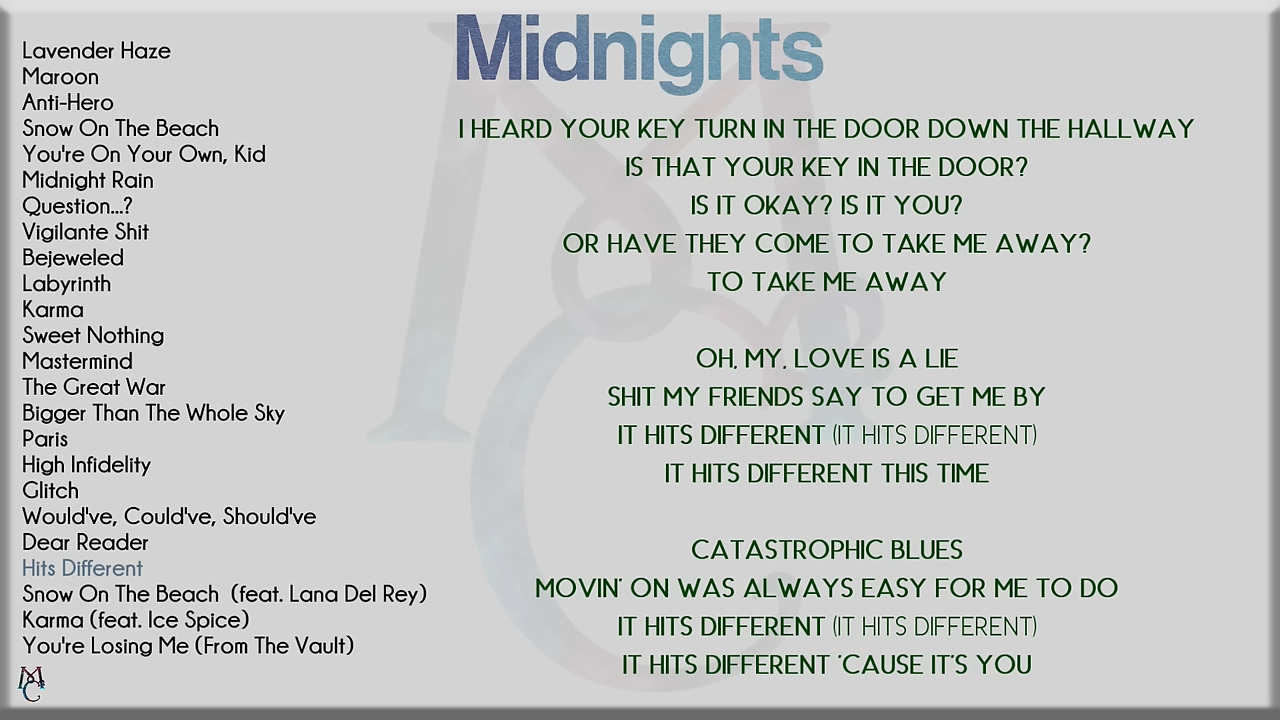 Midnights
Lavender Haze
Maroon
Anti-Hero
Snow On The Beach
You're On Your Own, Kid
Midnight Rain
Question...?
Vigilante Shit
Bejeweled
Labyrinth
Karma
Sweet Nothing
Mastermind
The Great War
Bigger Than The Whole Sky
Paris
High Infidelity
Glitch
Would've, Could've, Should've
Dear Reader
Hits Different
Snow On The Beach (feat. Lana Del Rey)
Karma (feat. Ice Spice)
You're Losing Me (From The Vault)
I HEARD YOUR KEY TURN IN THE DOOR DOWN THE HALLWAY
IS THAT YOUR KEY IN THE DOOR?
IS IT OKAY? IS IT YOU?
OR HAVE THEY COME TO TAKE ME AWAY?
TO TAKE ME AWAY
OH, MY, LOVE IS A LIE
SHIT MY FRIENDS SAY TO GET ME BY
IT HITS DIFFERENT (IT HITS DIFFERENT)
IT HITS DIFFERENT THIS TIME
CATASTROPHIC BLUES
MOVIN' ON WAS ALWAYS EASY FOR ME TO DO
IT HITS DIFFERENT (IT HITS DIFFERENT)
IT HITS DIFFERENT 'CAUSE IT'S YOU